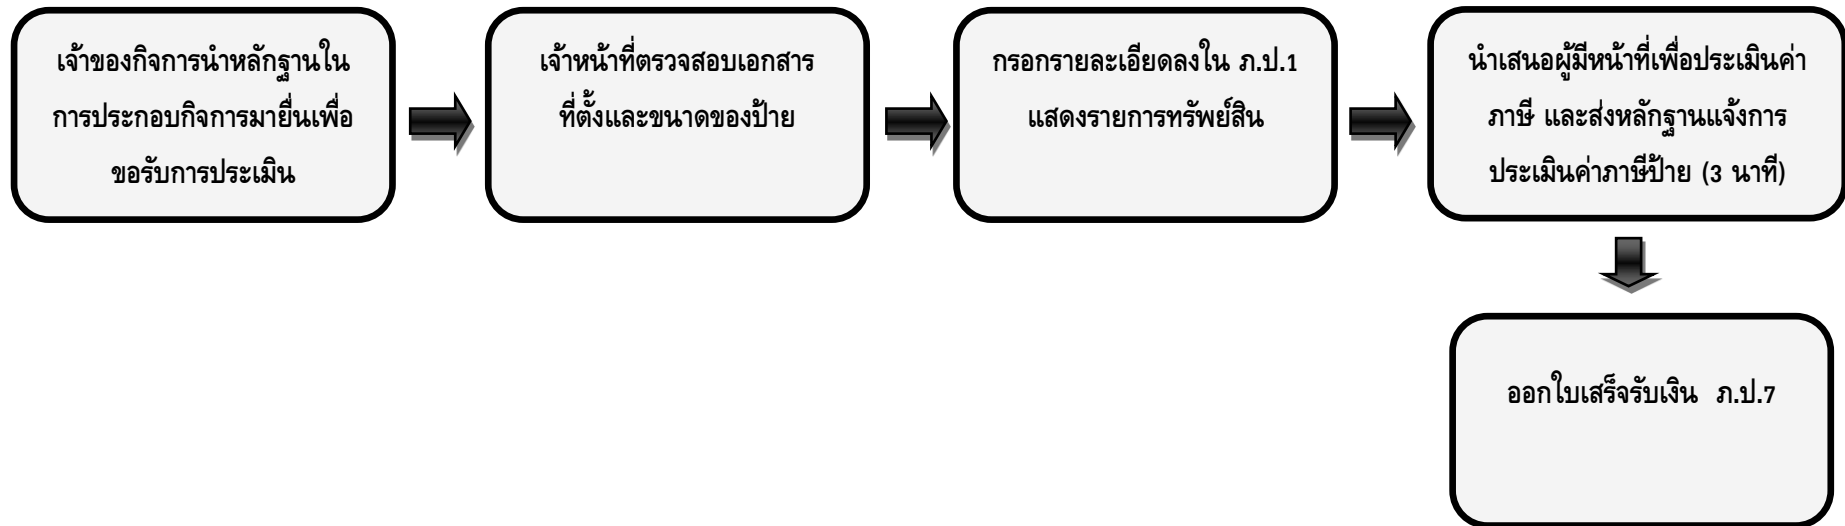 เจ้าของกิจการนำหลักฐานใน
การประกอบกิจการมายื่นเพื่อ
ขอรับการประเมิน
เจ้าหน้าที่ตรวจสอบเอกสาร
ที่ตั้งและขนาดของป้าย
กรอกรายละเอียดลงใน ภ.ป.1
แสดงรายการทรัพย์สิน
นำเสนอผู้มีหน้าที่เพื่อประเมินค่า
ภาษี และส่งหลักฐานแจ้งการ
ประเมินค่าภาษีป้าย (3 นาที)
ออกใบเสร็จรับเงิน ภ.ป.7